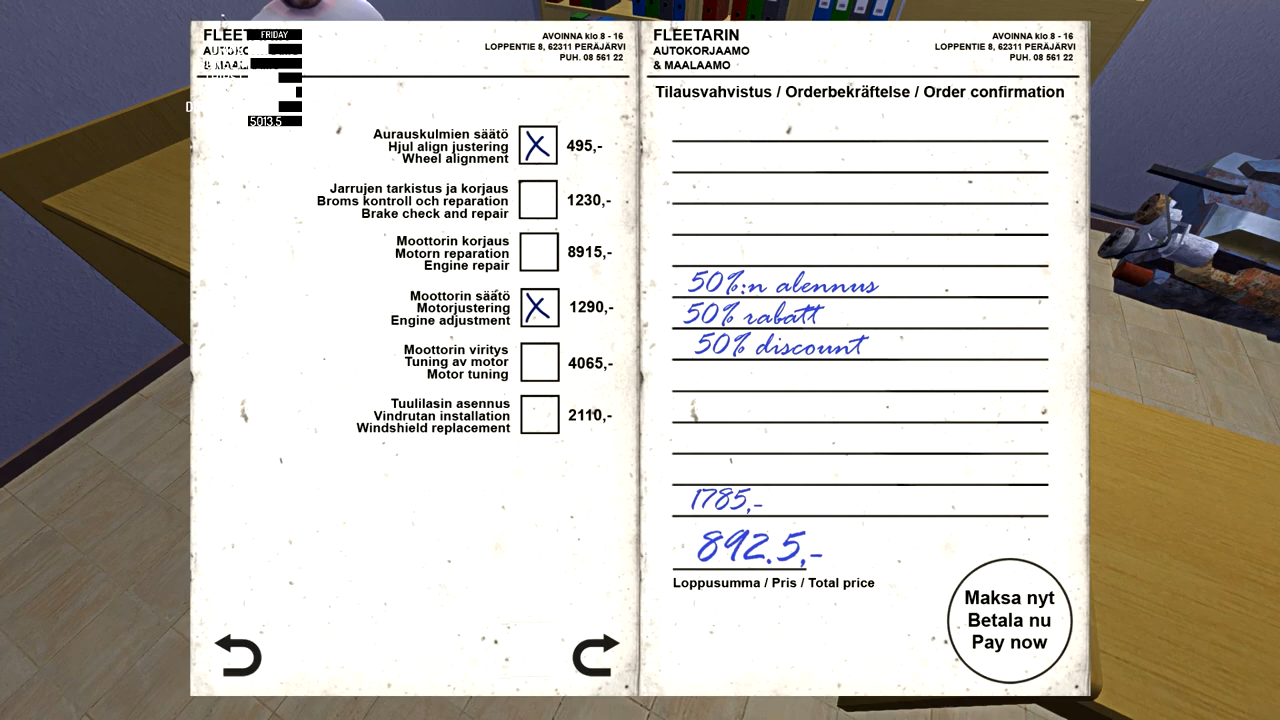 FRIDAY
5013.5
FLEETARIN
AUTOKORJAAMO
& MAALAAMO
AVOINNA klo 8 - 16
LOPPENTIE 8, 62311 PERÄJÄRVI
PUH. 08 561 22
Aurauskulmien säätö
Hjul align justering
Wheel alignment
X 495,-
Jarrujen tarkistus ja korjaus
Broms kontroll och reparation
Brake check and repair
1230,-
Moottorin korjaus
Motorn reparation
Engine repair
8915,-
Moottorin säätö
Motorjustering
Engine adjustment
X 1290,-
Moottorin viritys
Tuning av motor
Motor tuning
4065,-
Tuulilasin asennus
Vindrutan installation
Windshield replacement
2110,-
FLEETARIN
AUTOKORJAAMO
& MAALAAMO
AVOINNA klo 8 - 16
LOPPENTIE 8, 62311 PERÄJÄRVI
PUH. 08 561 22
Tilausvahvistus / Orderbekräftelse / Order confirmation
50%:n alennus
50% rabatt
50% discount
1785,-
892.5,-
Loppusumma / Pris / Total price
Maksa nyt
Betala nu
Pay now